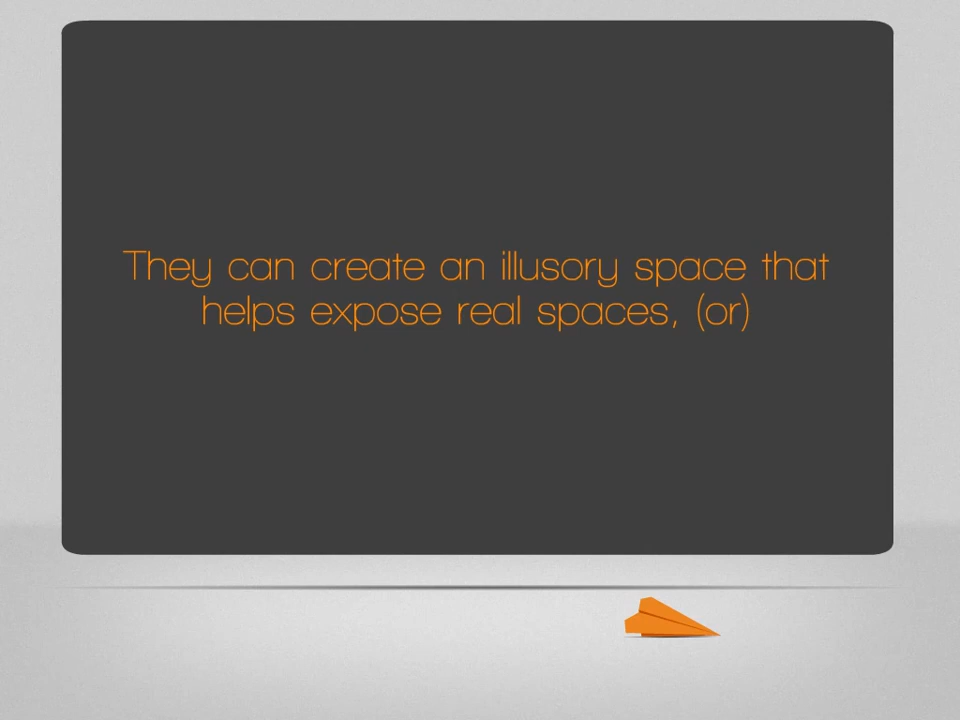 They can create an illusory space that
helps expose real spaces, (or)